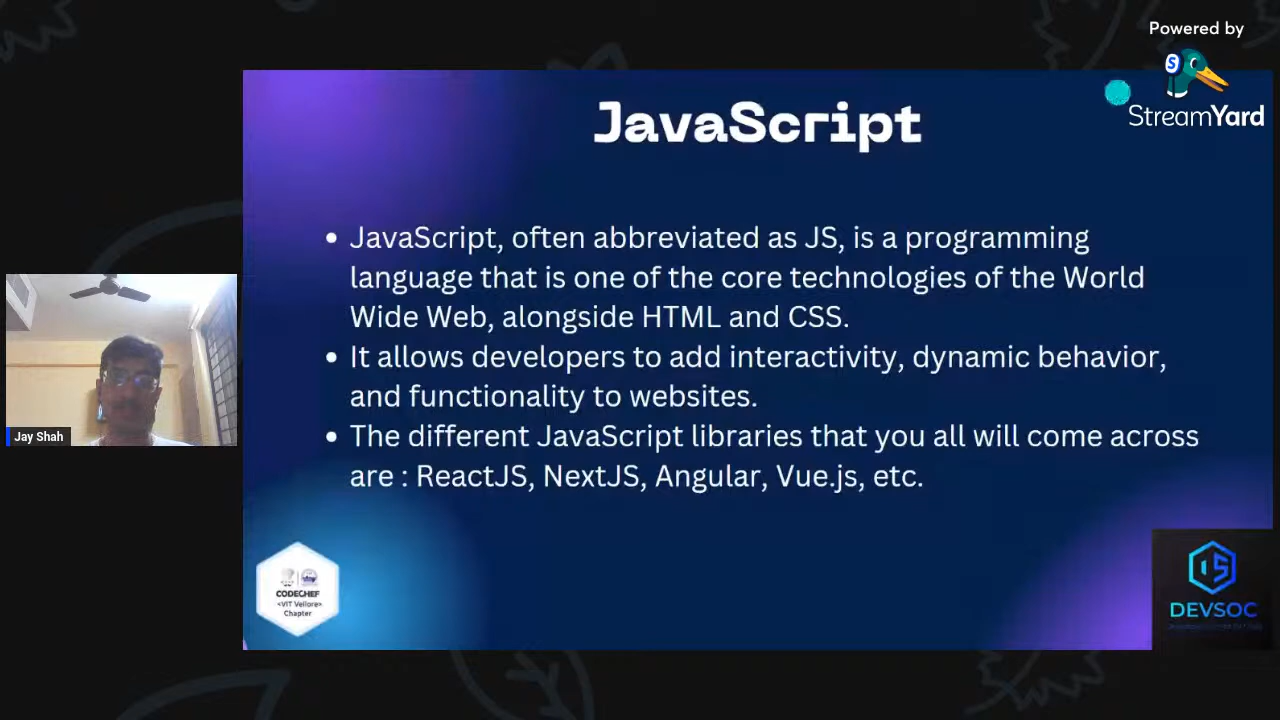 Powered by
StreamYard
JavaScript
• JavaScript, often abbreviated as JS, is a programming
language that is one of the core technologies of the World
Wide Web, alongside HTML and CSS.
• It allows developers to add interactivity, dynamic behavior,
and functionality to websites.
• The different JavaScript libraries that you all will come across
are : ReactJS, NextJS, Angular, Vue.js, etc.
Jay Shah
CODECHEF
<VIT Vellore>
Chapter
DEVSOC